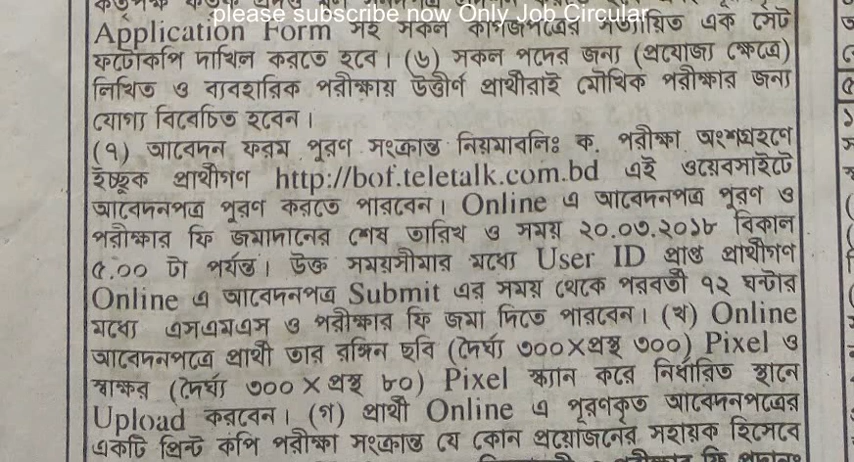 please subscribe now Only Job Circular
Application Form সহ সকল কাগজপত্রের সত্যায়িত এক সেট
ফটোকপি দাখিল করতে হবে। (৬) সকল পদের জন্য (প্রযোজ্য ক্ষেত্রে)
লিখিত ও ব্যবহারিক পরীক্ষায় উত্তীর্ণ প্রার্থীরাই মৌখিক পরীক্ষার জন্য
যোগ্য বিবেচিত হবেন।
(৭) আবেদন ফরম পূরণ সংক্রান্ত নিয়মাবলিঃ ক. পরীক্ষা অংশগ্রহণে
ইচ্ছুক প্রার্থীগণ http://bof.teletalk.com.bd এই ওয়েবসাইটে
আবেদনপত্র পূরণ করতে পারবেন। Online এ আবেদনপত্র পূরণ ও
পরীক্ষার ফি জমাদানের শেষ তারিখ ও সময় ২০.০৩.২০১৮ বিকাল
৫.০০ টা পর্যন্ত। উক্ত সময়সীমার মধ্যে User ID প্রাপ্ত প্রার্থীগণ
Online এ আবেদনপত্র Submit এর সময় থেকে পরবর্তী ৭২ ঘন্টার
মধ্যে এসএমএস ও পরীক্ষার ফি জমা দিতে পারবেন। (খ) Online
আবেদনপত্রে প্রার্থী তার রঙ্গিন ছবি (দৈর্ঘ্য ৩০০×প্রস্থ ৩০০) Pixel ও
স্বাক্ষর (দৈর্ঘ্য ৩০০ × প্রস্থ ৮০) Pixel স্ক্যান করে নির্ধারিত স্থানে
Upload করবেন। (গ) প্রার্থী Online এ পূরণকৃত আবেদনপত্রের
একটি প্রিন্ট কপি পরীক্ষা সংক্রান্ত যে কোন প্রয়োজনের সহায়ক হিসেবে